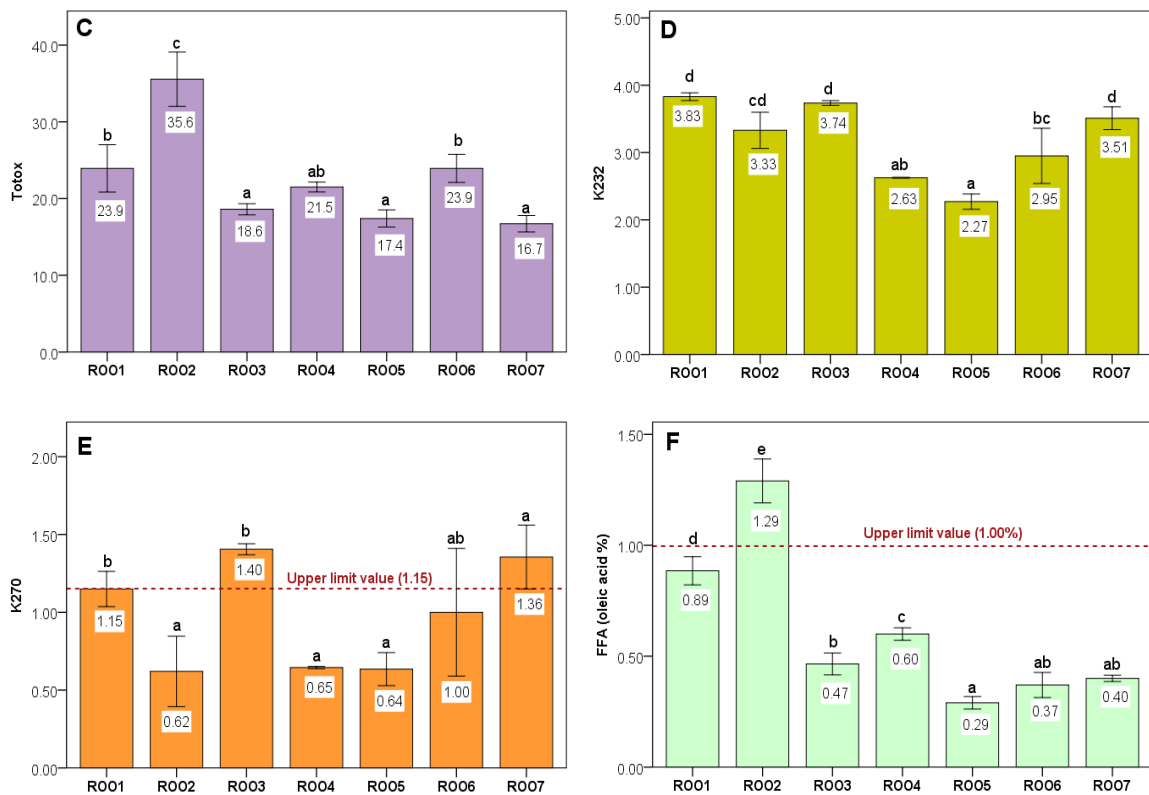 C
Totox
40.0
30.0
20.0
10.0
0.0
b
c
a
ab
a
b
a
23.9
35.6
18.6
21.5
17.4
23.9
16.7
ROO1 ROO2 ROO3 ROO4 ROO5 ROO6 ROO7
D
K232
5.00
4.00
3.00
2.00
1.00
0.00
d
cd
d
ab
a
bc
d
3.83
3.33
3.74
2.63
2.27
2.95
3.51
ROO1 ROO2 ROO3 ROO4 ROO5 ROO6 ROO7
E
K270
2.00
1.50
1.00
0.50
0.00
Upper limit value (1.15)
b
a
b
a
a
ab
a
1.15
0.62
1.40
0.65
0.64
1.00
1.36
ROO1 ROO2 ROO3 ROO4 ROO5 ROO6 ROO7
F
FFA (oleic acid %)
1.50
1.00
0.50
0.00
Upper limit value (1.00%)
d
e
b
c
a
ab
ab
0.89
1.29
0.47
0.60
0.29
0.37
0.40
ROO1 ROO2 ROO3 ROO4 ROO5 ROO6 ROO7